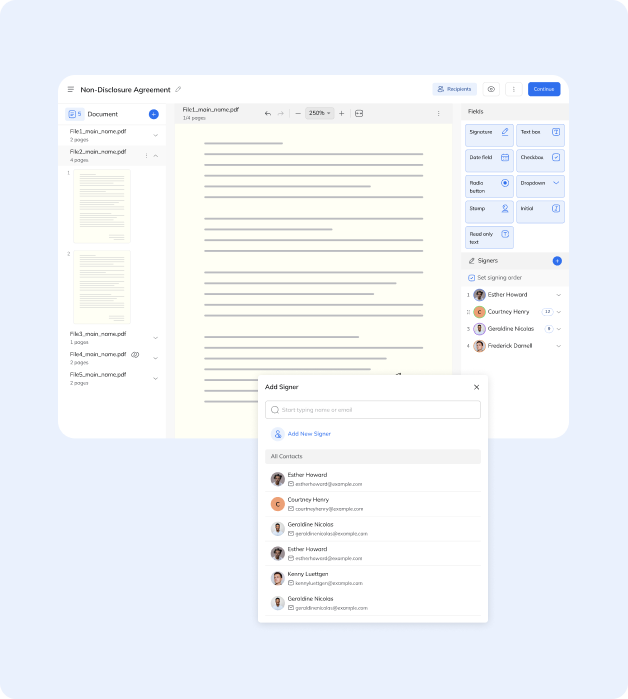 Non-Disclosure Agreement
Recipients
Continue
5 Document
File1_main_name.pdf
2 pages
File2_main_name.pdf
4 pages
1
2
File3_main_name.pdf
1 pages
File4_main_name.pdf
2 pages
File5_main_name.pdf
2 pages
File1_main_name.pdf
1/4 pages
250%
Fields
Signature
Text box
Date field
Checkbox
Radio
button
Dropdown
Stamp
Initial
Read only
text
Signers
Set signing order
1 Esther Howard
2 C Courtney Henry 12
3 Geraldine Nicolas 8
4 Frederick Darnell
Add Signer
Start typing name or email
Add New Signer
All Contacts
Esther Howard
estherhoward@example.com
C Courtney Henry
courtneyhenry@example.com
Geraldine Nicolas
geraldinenicolas@example.com
Esther Howard
estherhoward@example.com
Kenny Luettgen
kennyluettgen@example.com
Geraldine Nicolas
geraldinenicolas@example.com